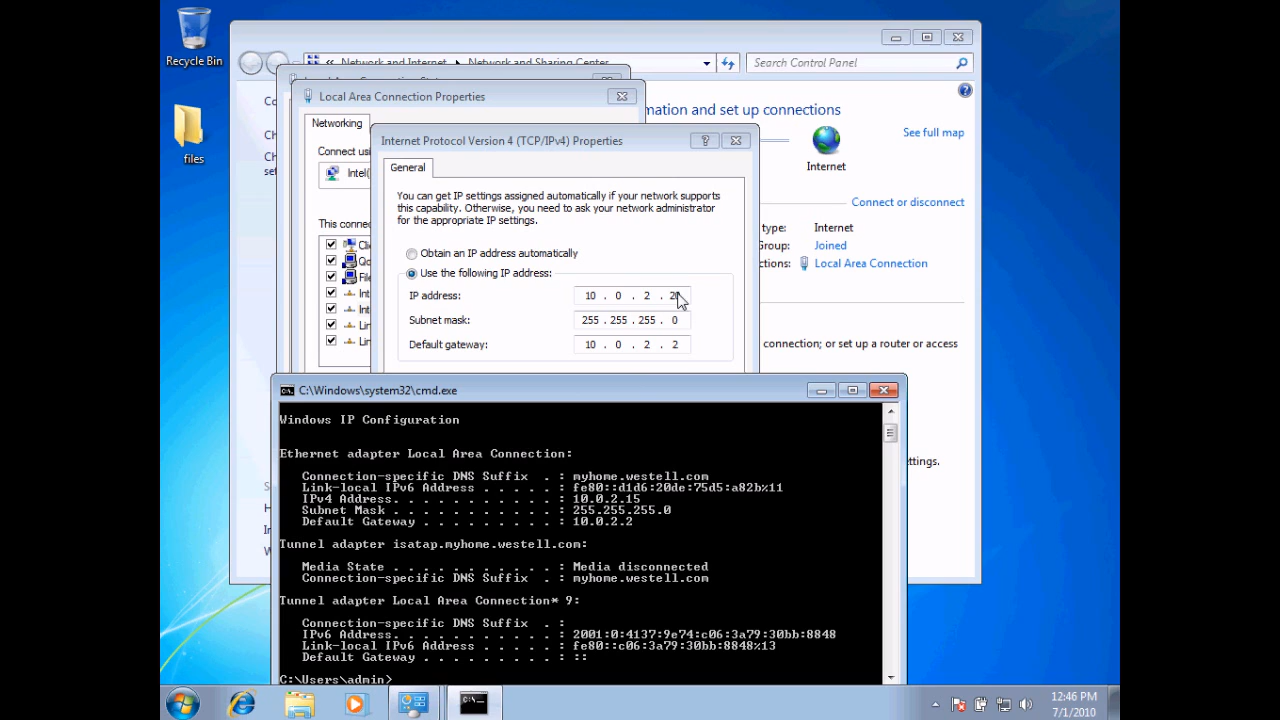 Recycle Bin
files
Network and Internet
Network and Sharing Center
Search Control Panel
Local Area Connection Properties
Networking
Connect usi
Intel(
This connec
Internet Protocol Version 4 (TCP/IPv4) Properties
General
You can get IP settings assigned automatically if your network supports
this capability. Otherwise, you need to ask your network administrator
for the appropriate IP settings.
Obtain an IP address automatically
Use the following IP address:
IP address:
10 . 0 . 2 .
Subnet mask:
255 . 255 . 255 . 0
Default gateway:
10 . 0 . 2 . 2
mation and set up connections
See full map
Internet
Connect or disconnect
type: Internet
Group: Joined
ctions: Local Area Connection
connection; or set up a router or access
ttings.
C:\Windows\system32\cmd.exe
Windows IP Configuration
Ethernet adapter Local Area Connection:
Connection-specific DNS Suffix . : myhome.westell.com
Link-local IPv6 Address . . . . . : fe80::d1d6:20de:75d5:a82b%11
IPv4 Address. . . . . . . . . . . : 10.0.2.15
Subnet Mask . . . . . . . . . . . : 255.255.255.0
Default Gateway . . . . . . . . . : 10.0.2.2
Tunnel adapter isatap.myhome.westell.com:
Media State . . . . . . . . . . . : Media disconnected
Connection-specific DNS Suffix . : myhome.westell.com
Tunnel adapter Local Area Connection* 9:
Connection-specific DNS Suffix . :
IPv6 Address. . . . . . . . . . . : 2001:0:4137:9e74:c06:3a79:30bb:8848
Link-local IPv6 Address . . . . . : fe80::c06:3a79:30bb:8848%13
Default Gateway . . . . . . . . . : ::
C:\Users\admin>
12:46 PM
7/1/2010